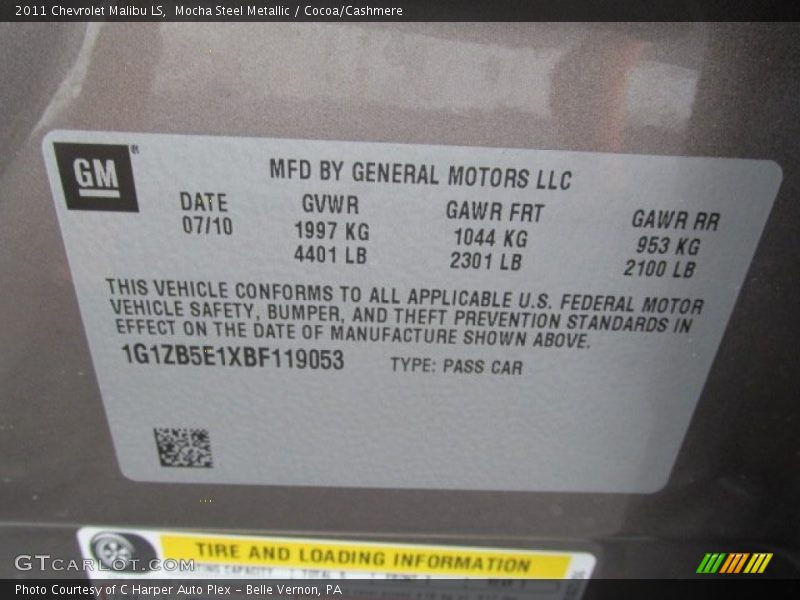 2011 Chevrolet Malibu LS, Mocha Steel Metallic / Cocoa/Cashmere
GM
MFD BY GENERAL MOTORS LLC
DATE GVWR GAWR FRT GAWR RR
07/10 1997 KG 1044 KG 953 KG
4401 LB 2301 LB 2100 LB
THIS VEHICLE CONFORMS TO ALL APPLICABLE U.S. FEDERAL MOTOR
VEHICLE SAFETY, BUMPER, AND THEFT PREVENTION STANDARDS IN
EFFECT ON THE DATE OF MANUFACTURE SHOWN ABOVE.
1G1ZB5E1XBF119053 TYPE: PASS CAR
TIRE AND LOADING INFORMATION
GTCARLOT.COM
Photo Courtesy of C Harper Auto Plex – Belle Vernon, PA